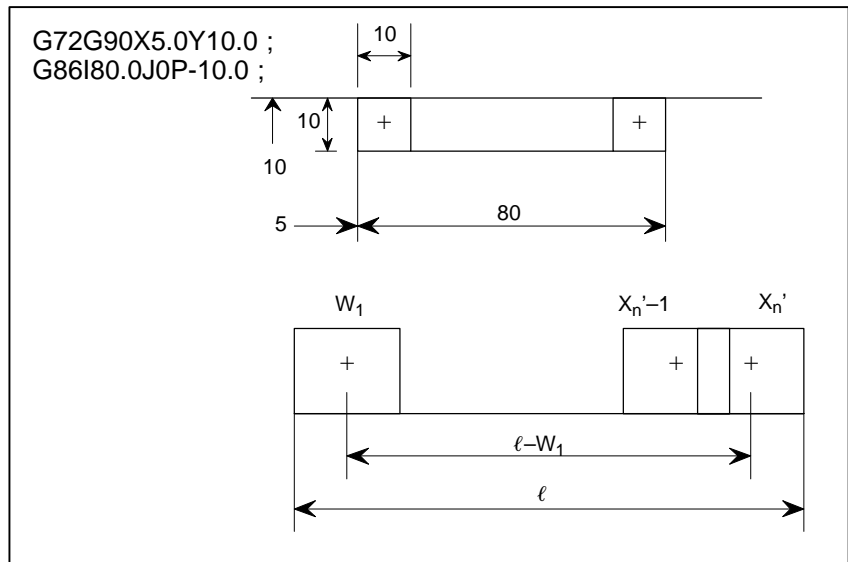 G72G90X5.0Y10.0 ;
G86I80.0J0P-10.0 ;
10
10
10
5
80
W1
Xn’–1
Xn’
ℓ–W1
ℓ